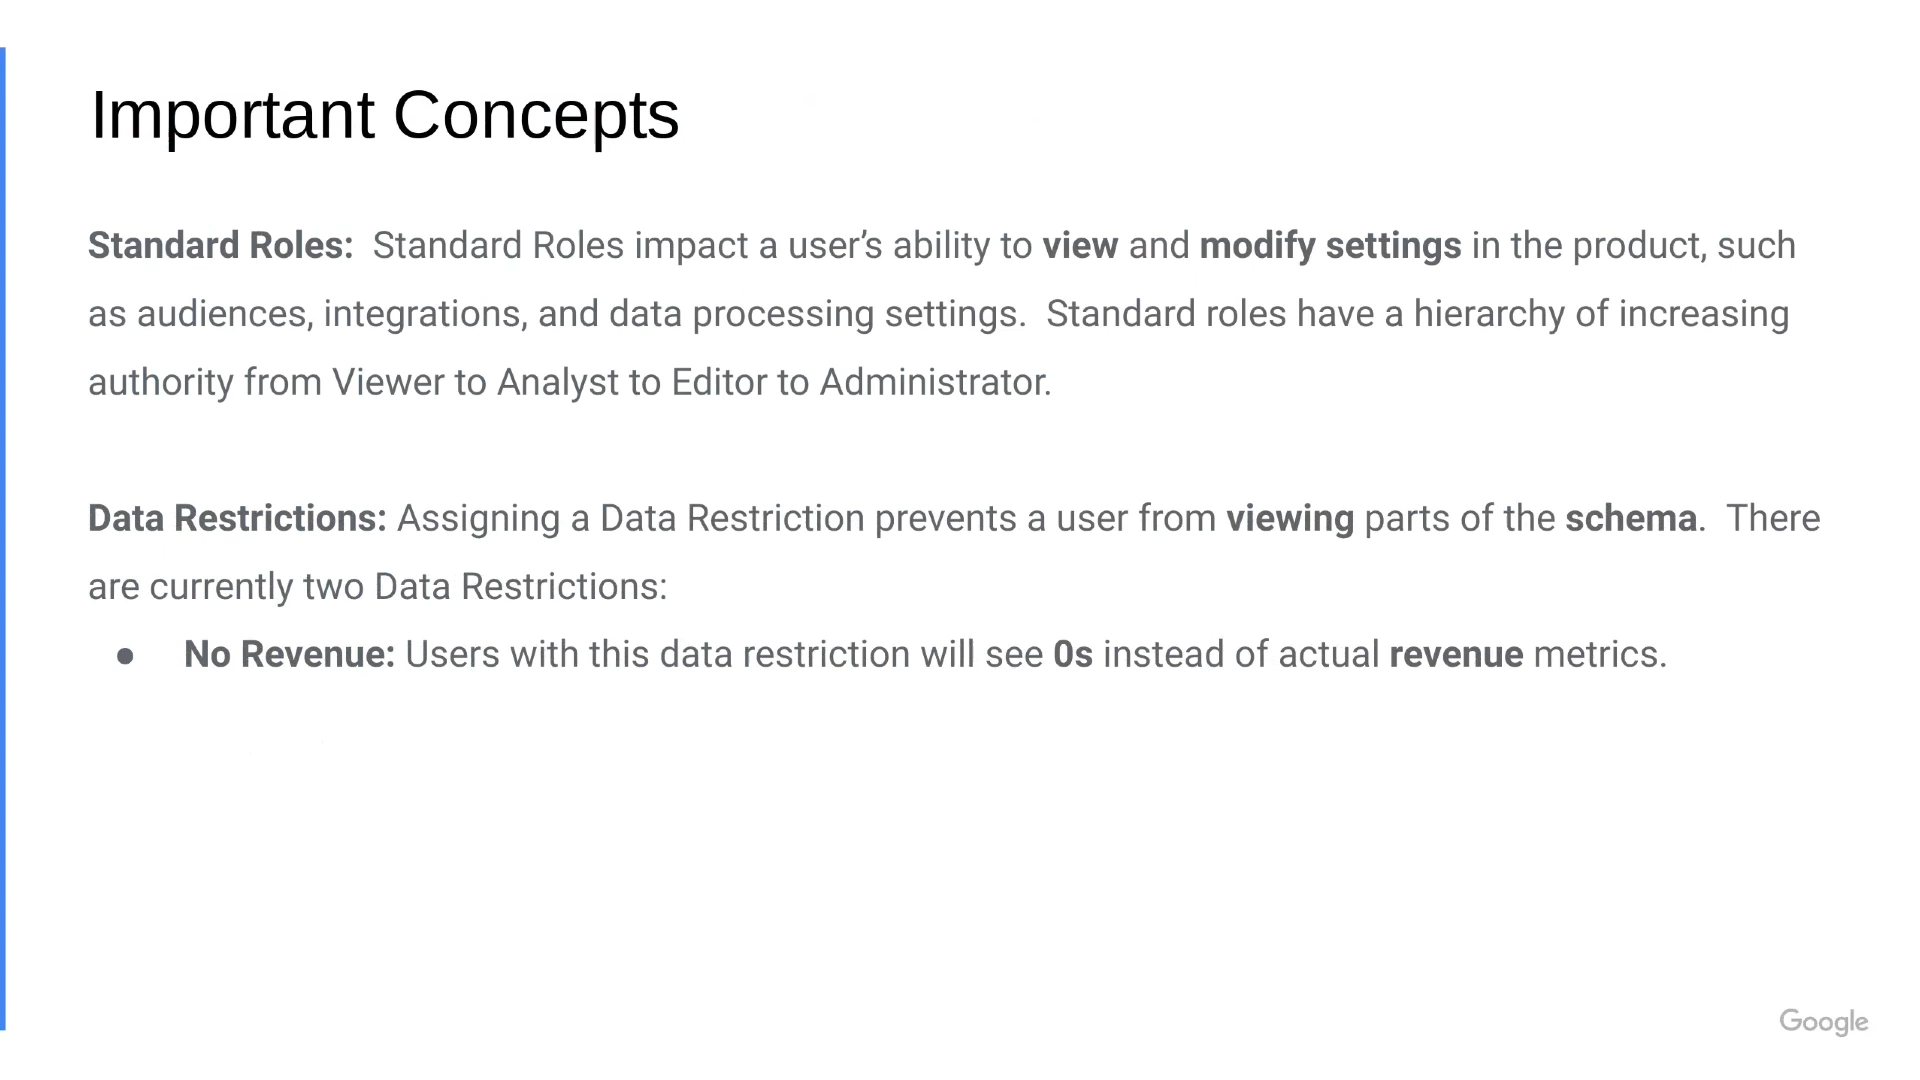 Important Concepts
Standard Roles:  Standard Roles impact a user’s ability to view and modify settings in the product, such
as audiences, integrations, and data processing settings.  Standard roles have a hierarchy of increasing
authority from Viewer to Analyst to Editor to Administrator.
Data Restrictions: Assigning a Data Restriction prevents a user from viewing parts of the schema.  There
are currently two Data Restrictions:
● No Revenue: Users with this data restriction will see 0s instead of actual revenue metrics.
Google